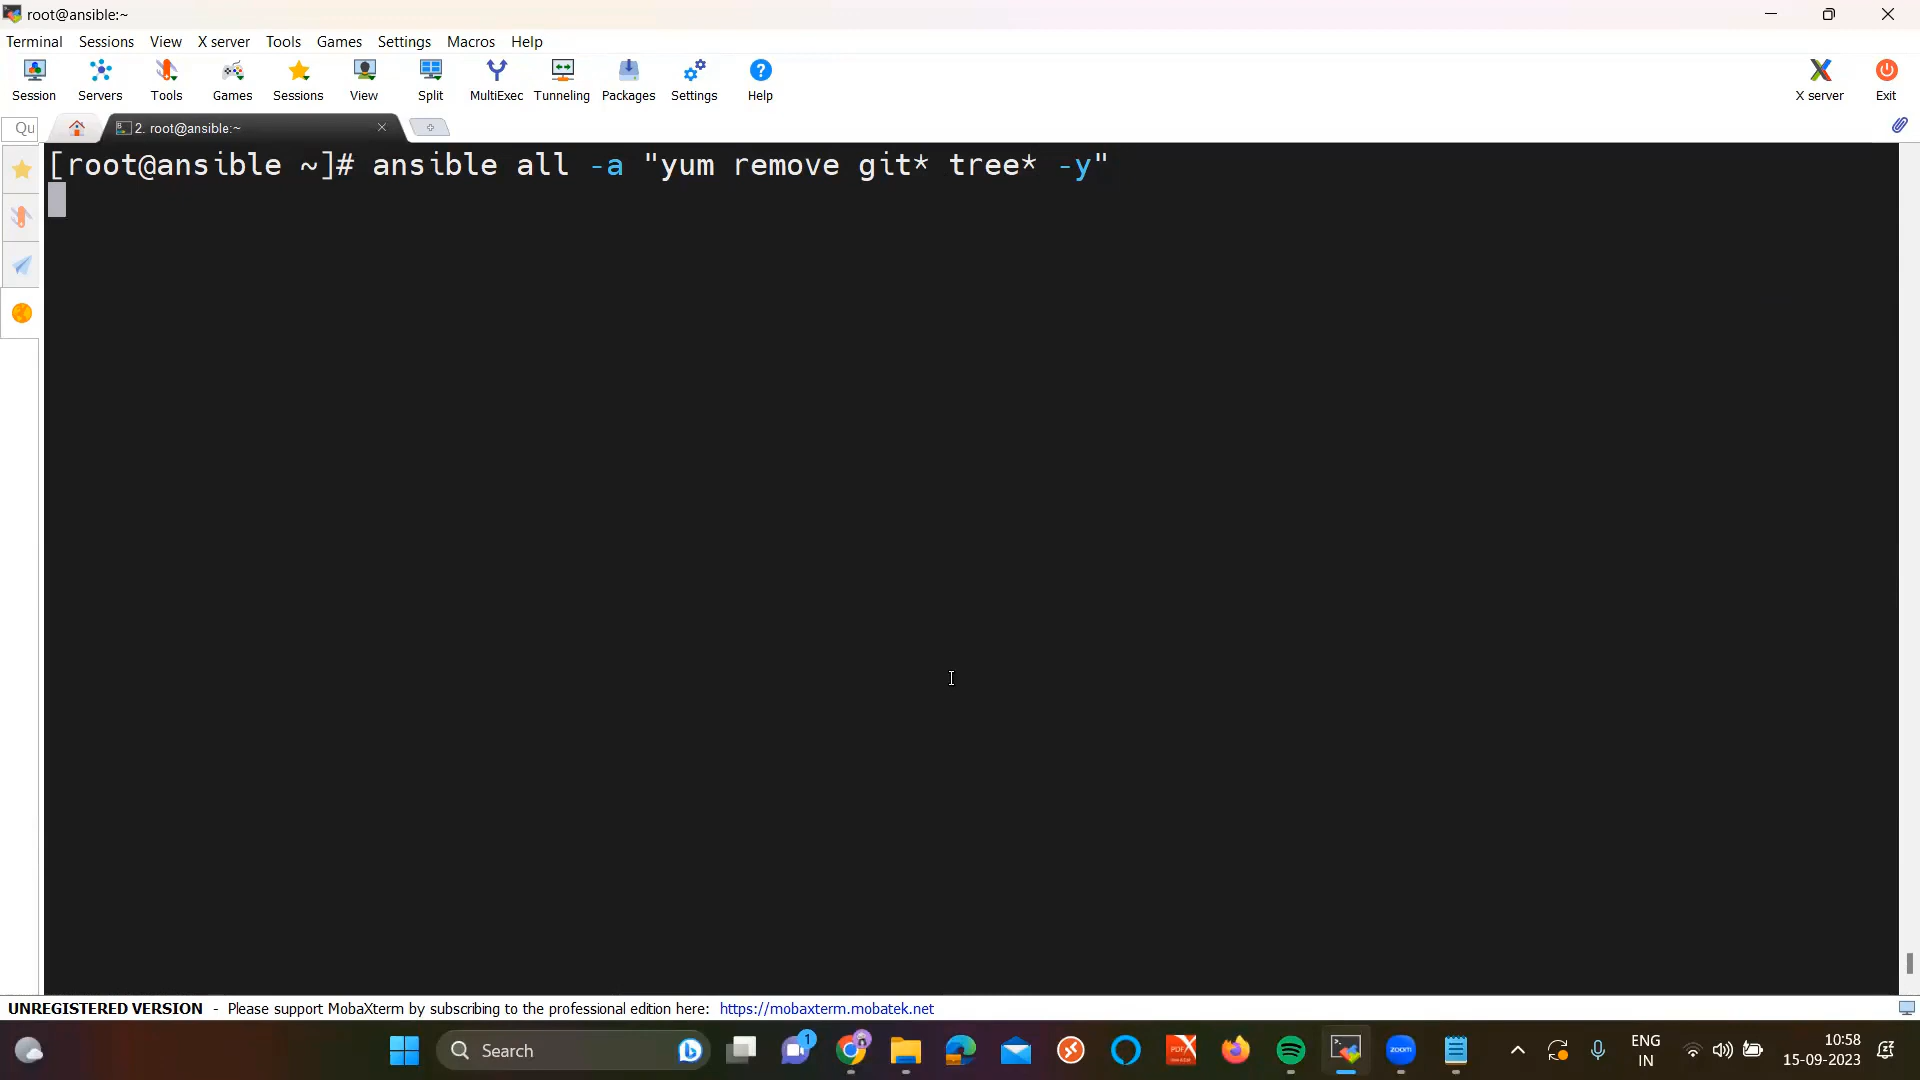 root@ansible:~
Terminal Sessions View X server Tools Games Settings Macros Help
Session Servers Tools Games Sessions View Split MultiExec Tunneling Packages Settings Help X server Exit
Qu 2. root@ansible:~
[root@ansible ~]# ansible all -a "yum remove git* tree* -y"
UNREGISTERED VERSION - Please support MobaXterm by subscribing to the professional edition here: https://mobaxterm.mobatek.net
Search 1 PDF zoom ENG 10:58
IN 15-09-2023